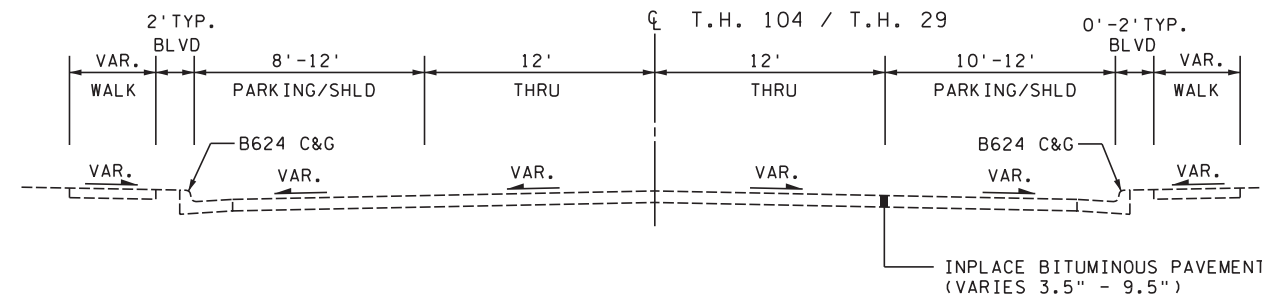 2'TYP.
BLVD
℄ T.H. 104 / T.H. 29
0'-2'TYP.
BLVD
VAR.
8'-12'
12'
12'
10'-12'
VAR.
WALK
PARKING/SHLD
THRU
THRU
PARKING/SHLD
WALK
B624 C&G
B624 C&G
VAR.
VAR.
VAR.
VAR.
VAR.
VAR.
INPLACE BITUMINOUS PAVEMENT
(VARIES 3.5" - 9.5")